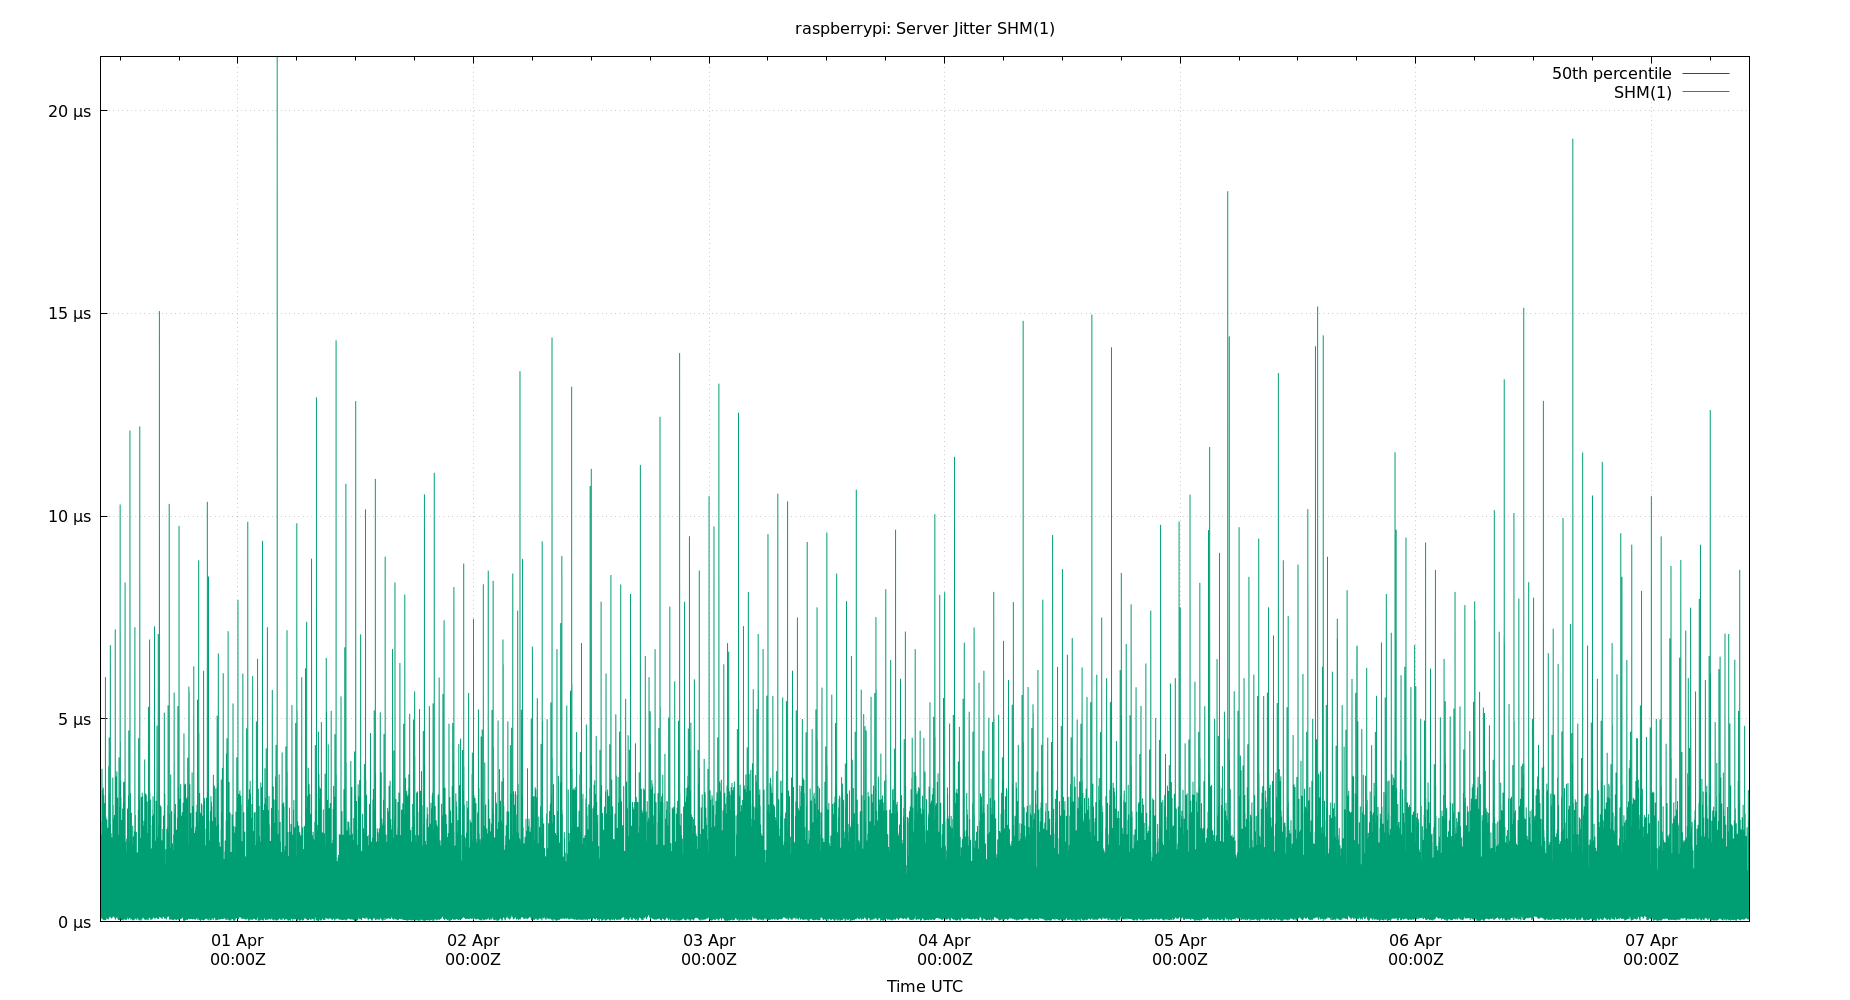 raspberrypi: Server Jitter SHM(1)
50th percentile
SHM(1)
20 µs
15 µs
10 µs
5 µs
0 µs
01 Apr 02 Apr 03 Apr 04 Apr 05 Apr 06 Apr 07 Apr
00:00Z 00:00Z 00:00Z 00:00Z 00:00Z 00:00Z 00:00Z
Time UTC